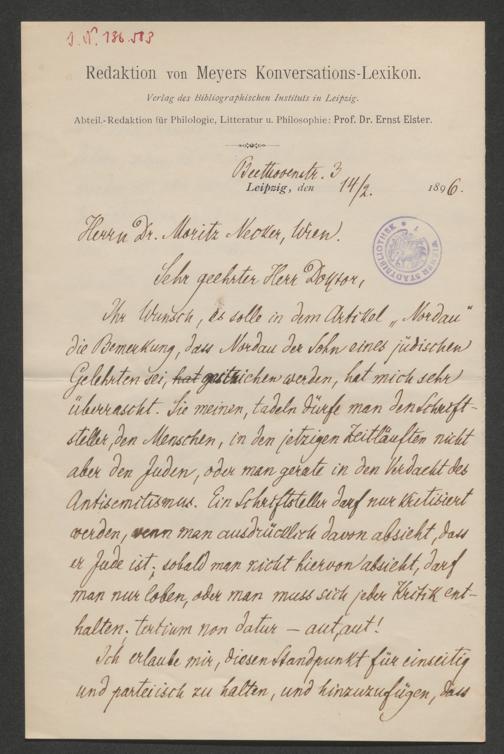 J. N. 136.583
Redaktion von Meyers Konversations-Lexikon.
Verlag des Bibliographischen Instituts in Leipzig.
Abteil.-Redaktion für Philologie, Litteratur u. Philosophie: Prof. Dr. Ernst Elster.
Beethovenstr. 3
Leipzig, den 14/2. 1896.
WIENER STADTBIBLIOTHEK
Herrn Dr. Moritz Necker, Wien.
Sehr geehrter Herr Doktor,
Ihr Wunsch, es solle in dem Artikel „Nordau"
die Bemerkung, dass Nordau der Sohn eines jüdischen
Gelehrten sei, hat gestrichen werden, hat mich sehr
überrascht. Sie meinen, tadeln dürfe man den Schrift-
steller, den Menschen, in den jetzigen Zeitläuften nicht
aber den Juden, oder man gerate in den Verdacht des
Antisemitismus. Ein Schriftsteller darf nur kritisiert
werden, wenn man ausdrücklich davon absieht, dass
er Jude ist; sobald man nicht hiervon absieht, darf
man nur loben, oder man muss sich jeder Kritik ent-
halten; tertium non datur – aut, aut!
Ich erlaube mir, diesen Standpunkt für einseitig
und parteiisch zu halten, und hinzuzufügen, dass